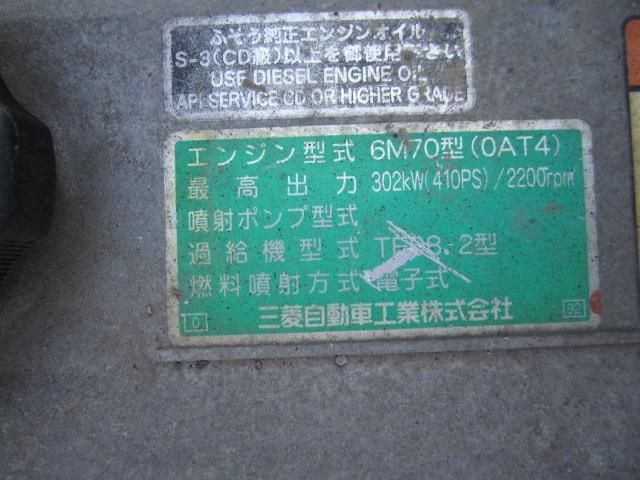 ふそう純正エンジンオイル
S-3(CD級)以上を御使用 さい
USE DIESEL ENGINE OIL
API SERVICE CD OR HIGHER GRADE
エンジン型式 6M70型(0AT4)
最高出力 302kW(410PS)/2200rpm
噴射ポンプ型式
過給機型式 -2型
燃料噴射方式 電子式
三菱自動車工業株式会社
0 92